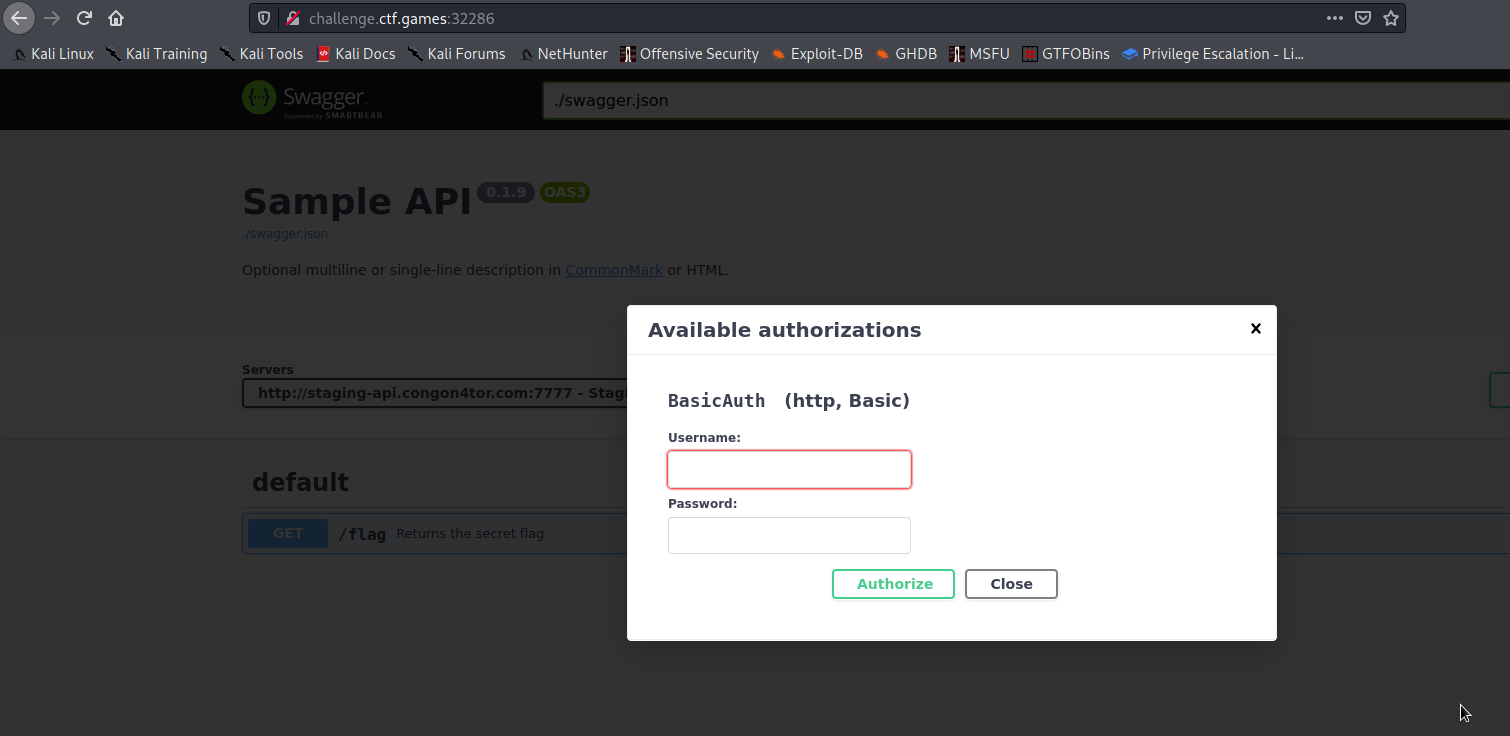 challenge.ctf.games:32286
Kali Linux Kali Training Kali Tools Kali Docs Kali Forums NetHunter Offensive Security Exploit-DB GHDB MSFU GTFOBins Privilege Escalation - Li...
Swagger.
Supported by SMARTBEAR
./swagger.json
Sample API 0.1.9 OAS3
./swagger.json
Optional multiline or single-line description in CommonMark or HTML.
Available authorizations
Servers
http://staging-api.congon4tor.com:7777 -
BasicAuth (http, Basic)
Username:
Password:
default
GET /flag Returns the secret flag
Authorize Close